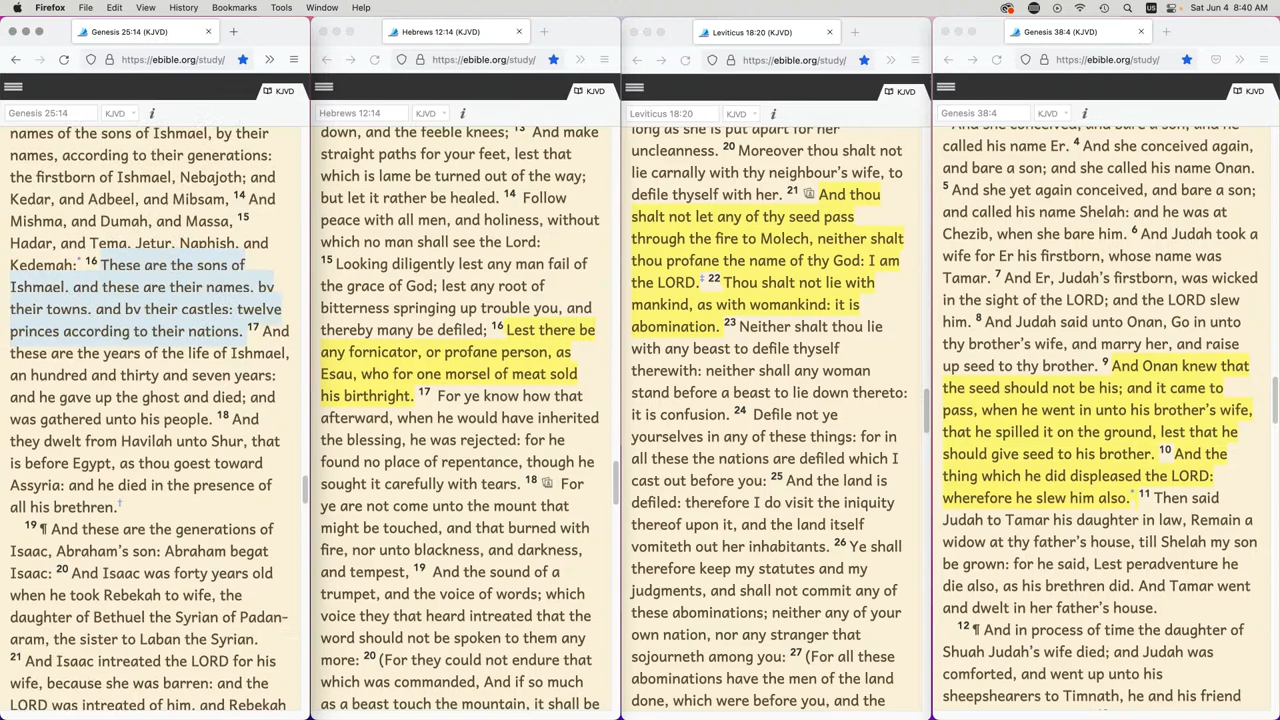 Firefox File Edit View History Bookmarks Tools Window Help US Sat Jun 4 8:40 AM
Genesis 25:14 (KJVD)
https://ebible.org/study/
KJVD
Genesis 25:14 KJVD i
names of the sons of Ishmael, by their
names, according to their generations:
the firstborn of Ishmael, Nebajoth; and
Kedar, and Adbeel, and Mibsam, 14 And
Mishma, and Dumah, and Massa, 15
Hadar, and Tema, Jetur, Naphish, and
Kedemah:* 16 These are the sons of
Ishmael, and these are their names, by
their towns, and by their castles; twelve
princes according to their nations. 17 And
these are the years of the life of Ishmael,
an hundred and thirty and seven years:
and he gave up the ghost and died; and
was gathered unto his people. 18 And
they dwelt from Havilah unto Shur, that
is before Egypt, as thou goest toward
Assyria: and he died in the presence of
all his brethren.†
19 ¶ And these are the generations of
Isaac, Abraham's son: Abraham begat
Isaac: 20 And Isaac was forty years old
when he took Rebekah to wife, the
daughter of Bethuel the Syrian of Padan-
aram, the sister to Laban the Syrian.
21 And Isaac intreated the LORD for his
wife, because she was barren: and the
LORD was intreated of him, and Rebekah
Hebrews 12:14 (KJVD)
https://ebible.org/study/
KJVD
Hebrews 12:14 KJVD i
down, and the feeble knees; 13 And make
straight paths for your feet, lest that
which is lame be turned out of the way;
but let it rather be healed. 14 Follow
peace with all men, and holiness, without
which no man shall see the Lord:
15 Looking diligently lest any man fail of
the grace of God; lest any root of
bitterness springing up trouble you, and
thereby many be defiled; 16 Lest there be
any fornicator, or profane person, as
Esau, who for one morsel of meat sold
his birthright. 17 For ye know how that
afterward, when he would have inherited
the blessing, he was rejected: for he
found no place of repentance, though he
sought it carefully with tears. 18 For
ye are not come unto the mount that
might be touched, and that burned with
fire, nor unto blackness, and darkness,
and tempest, 19 And the sound of a
trumpet, and the voice of words; which
voice they that heard intreated that the
word should not be spoken to them any
more: 20 (For they could not endure that
which was commanded, And if so much
as a beast touch the mountain, it shall be
Leviticus 18:20 (KJVD)
https://ebible.org/study/
KJVD
Leviticus 18:20 KJVD i
long as she is put apart for her
uncleanness. 20 Moreover thou shalt not
lie carnally with thy neighbour's wife, to
defile thyself with her. 21 And thou
shalt not let any of thy seed pass
through the fire to Molech, neither shalt
thou profane the name of thy God: I am
the LORD.‡ 22 Thou shalt not lie with
mankind, as with womankind: it is
abomination. 23 Neither shalt thou lie
with any beast to defile thyself
therewith: neither shall any woman
stand before a beast to lie down thereto:
it is confusion. 24 Defile not ye
yourselves in any of these things: for in
all these the nations are defiled which I
cast out before you: 25 And the land is
defiled: therefore I do visit the iniquity
thereof upon it, and the land itself
vomiteth out her inhabitants. 26 Ye shall
therefore keep my statutes and my
judgments, and shall not commit any of
these abominations; neither any of your
own nation, nor any stranger that
sojourneth among you: 27 (For all these
abominations have the men of the land
done, which were before you, and the
Genesis 38:4 (KJVD)
https://ebible.org/study/
KJVD
Genesis 38:4 KJVD i
And she conceived, and bare a son; and he
called his name Er. 4 And she conceived again,
and bare a son; and she called his name Onan.
5 And she yet again conceived, and bare a son;
and called his name Shelah: and he was at
Chezib, when she bare him. 6 And Judah took a
wife for Er his firstborn, whose name was
Tamar. 7 And Er, Judah's firstborn, was wicked
in the sight of the LORD; and the LORD slew
him. 8 And Judah said unto Onan, Go in unto
thy brother's wife, and marry her, and raise
up seed to thy brother. 9 And Onan knew that
the seed should not be his; and it came to
pass, when he went in unto his brother's wife,
that he spilled it on the ground, lest that he
should give seed to his brother. 10 And the
thing which he did displeased the LORD:
wherefore he slew him also.* 11 Then said
Judah to Tamar his daughter in law, Remain a
widow at thy father's house, till Shelah my son
be grown: for he said, Lest peradventure he
die also, as his brethren did. And Tamar went
and dwelt in her father's house.
12 ¶ And in process of time the daughter of
Shuah Judah's wife died; and Judah was
comforted, and went up unto his
sheepshearers to Timnath, he and his friend